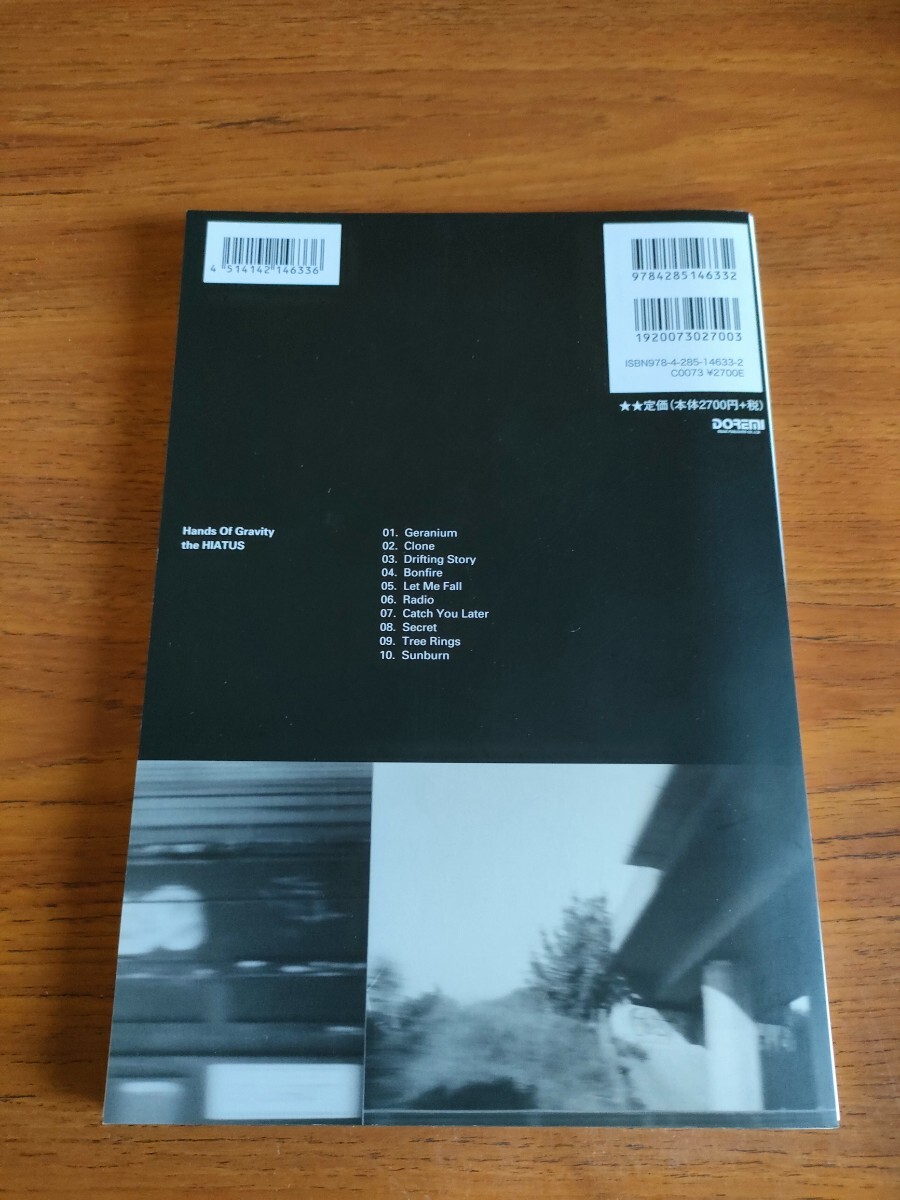 4 514142 146336
9784285146332
1920073027003
ISBN978-4-285-14633-2
C0073 ¥2700E
★★定価(本体2700円+税)
DOREMI
Hands Of Gravity
the HIATUS
01. Geranium
02. Clone
03. Drifting Story
04. Bonfire
05. Let Me Fall
06. Radio
07. Catch You Later
08. Secret
09. Tree Rings
10. Sunburn